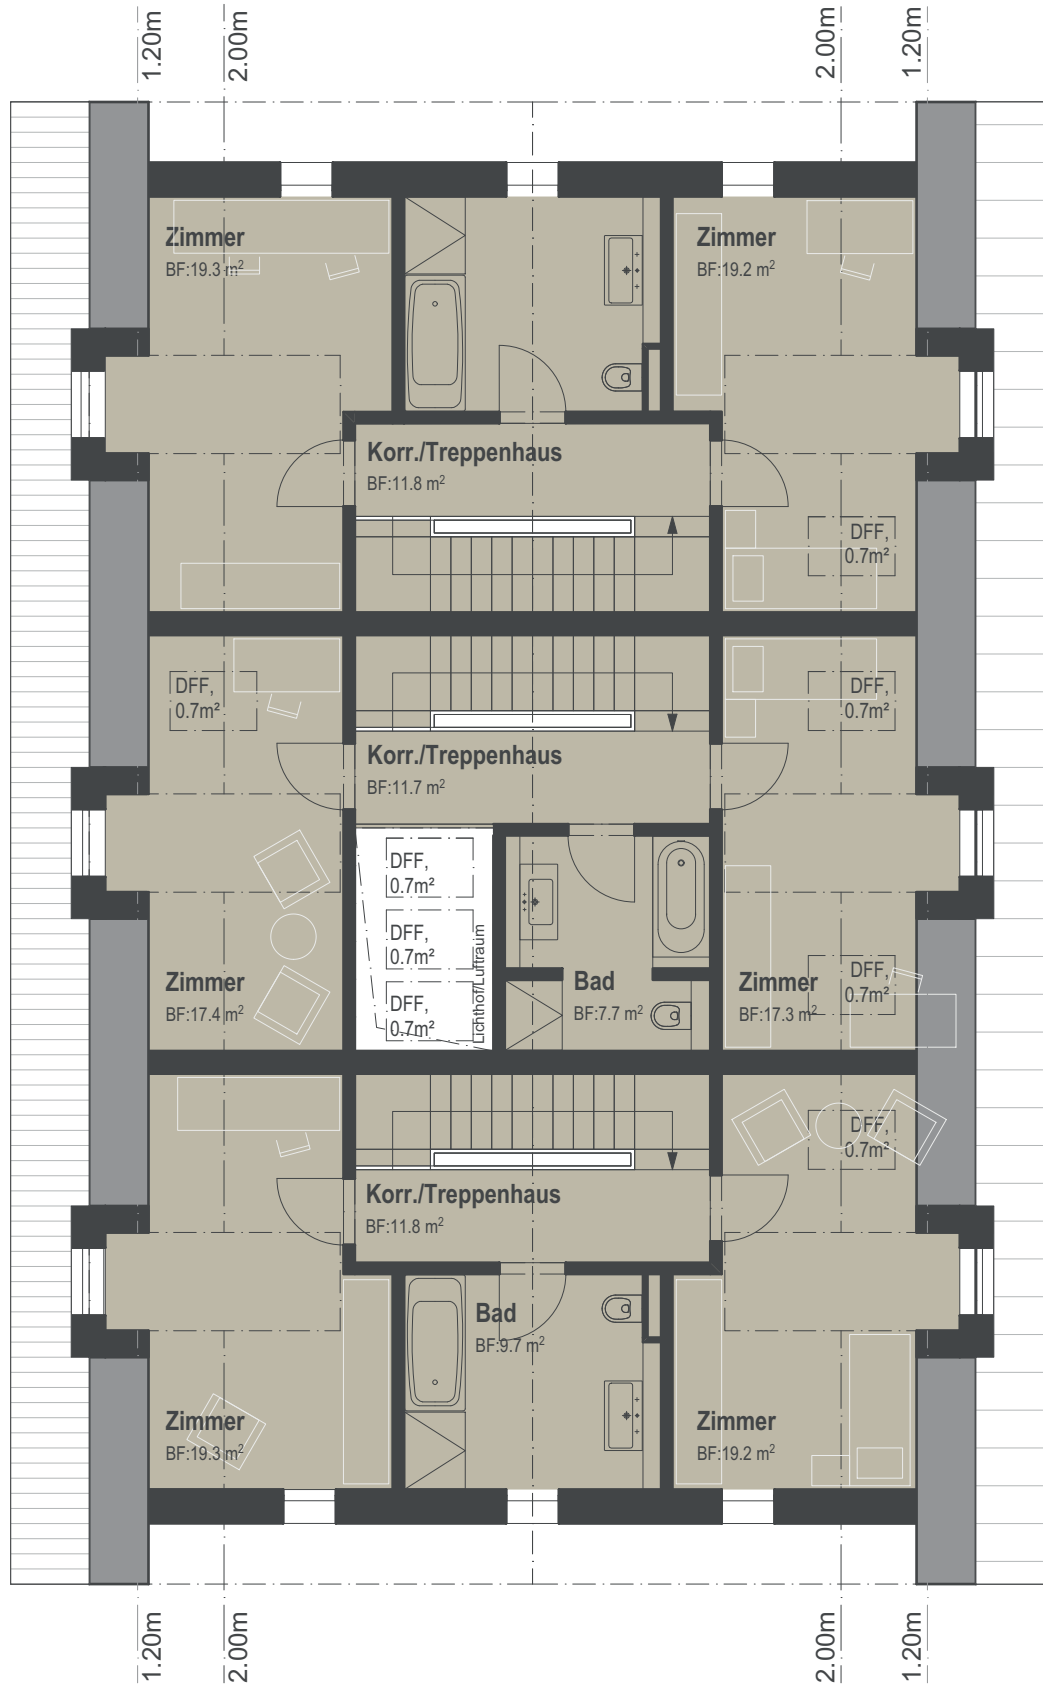 1.20m
2.00m
2.00m
1.20m
Zimmer
BF:19.3 m²
Zimmer
BF:19.2 m²
Korr./Treppenhaus
BF:11.8 m²
DFF,
0.7m²
DFF,
0.7m²
DFF,
0.7m²
Korr./Treppenhaus
BF:11.7 m²
DFF,
0.7m²
DFF,
0.7m²
DFF,
0.7m²
Lichthof/Luftraum
Zimmer
BF:17.4 m²
Bad
BF:7.7 m²
Zimmer
BF:17.3 m²
DFF,
0.7m²
DFF,
0.7m²
Korr./Treppenhaus
BF:11.8 m²
Bad
BF:9.7 m²
Zimmer
BF:19.3 m²
Zimmer
BF:19.2 m²
1.20m
2.00m
2.00m
1.20m